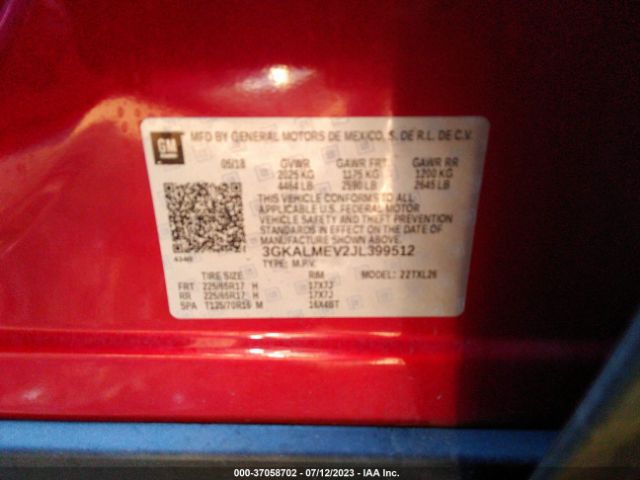 GM
MFD BY GENERAL MOTORS DE MEXICO, S. DE R.L. DE C.V.
05/18 GVWR GAWR FRT GAWR RR
2025 KG 1175 KG 1200 KG
4464 LB 2590 LB 2645 LB
THIS VEHICLE CONFORMS TO ALL
APPLICABLE U.S. FEDERAL MOTOR
VEHICLE SAFETY AND THEFT PREVENTION
STANDARDS IN EFFECT ON THE DATE OF
MANUFACTURE SHOWN ABOVE.
3GKALMEV2JL399512
TYPE: M.P.V. MODEL: 22TXL26
TIRE SIZE RIM
FRT 225/65R17 H 17X7J
RR 225/65R17 H 17X7J
SPA T135/70R16 M 16X4BT
000-37058702 - 07/12/2023 - IAA Inc.